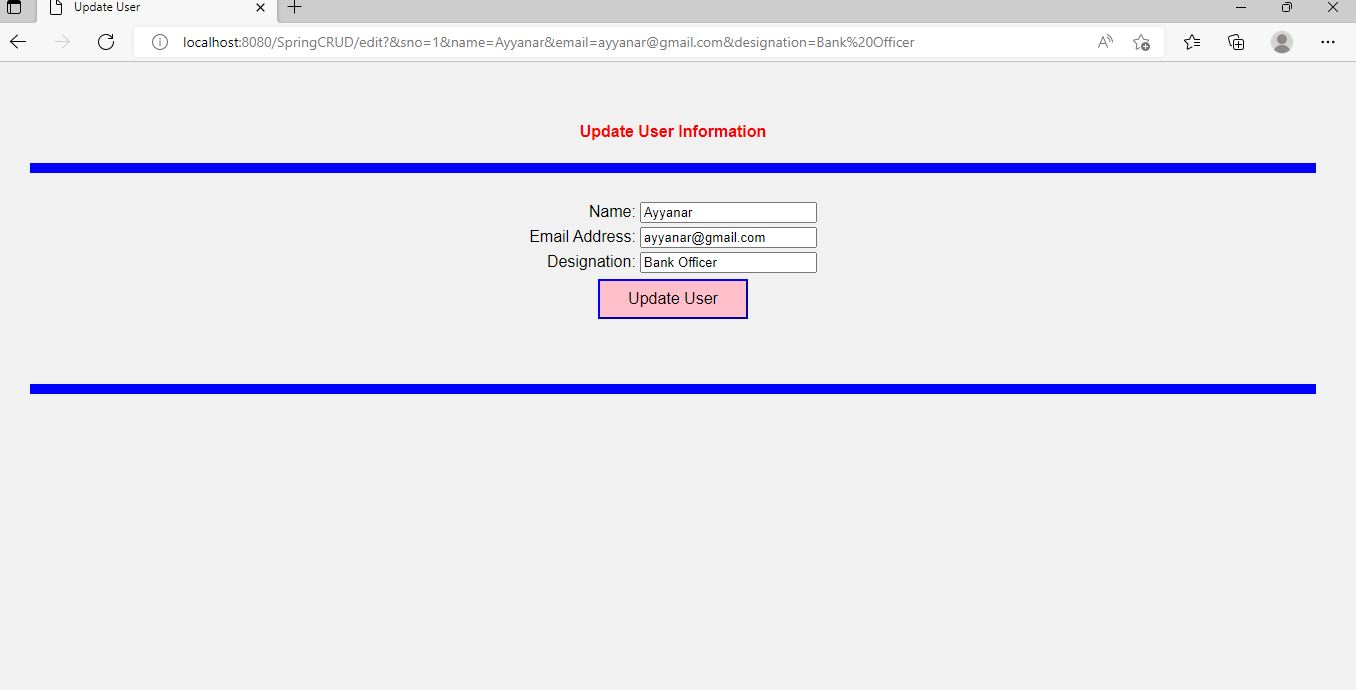 Update User
localhost:8080/SpringCRUD/edit?&sno=1&name=Ayyanar&email=ayyanar@gmail.com&designation=Bank%20Officer
Update User Information
Name: Ayyanar
Email Address: ayyanar@gmail.com
Designation: Bank Officer
Update User